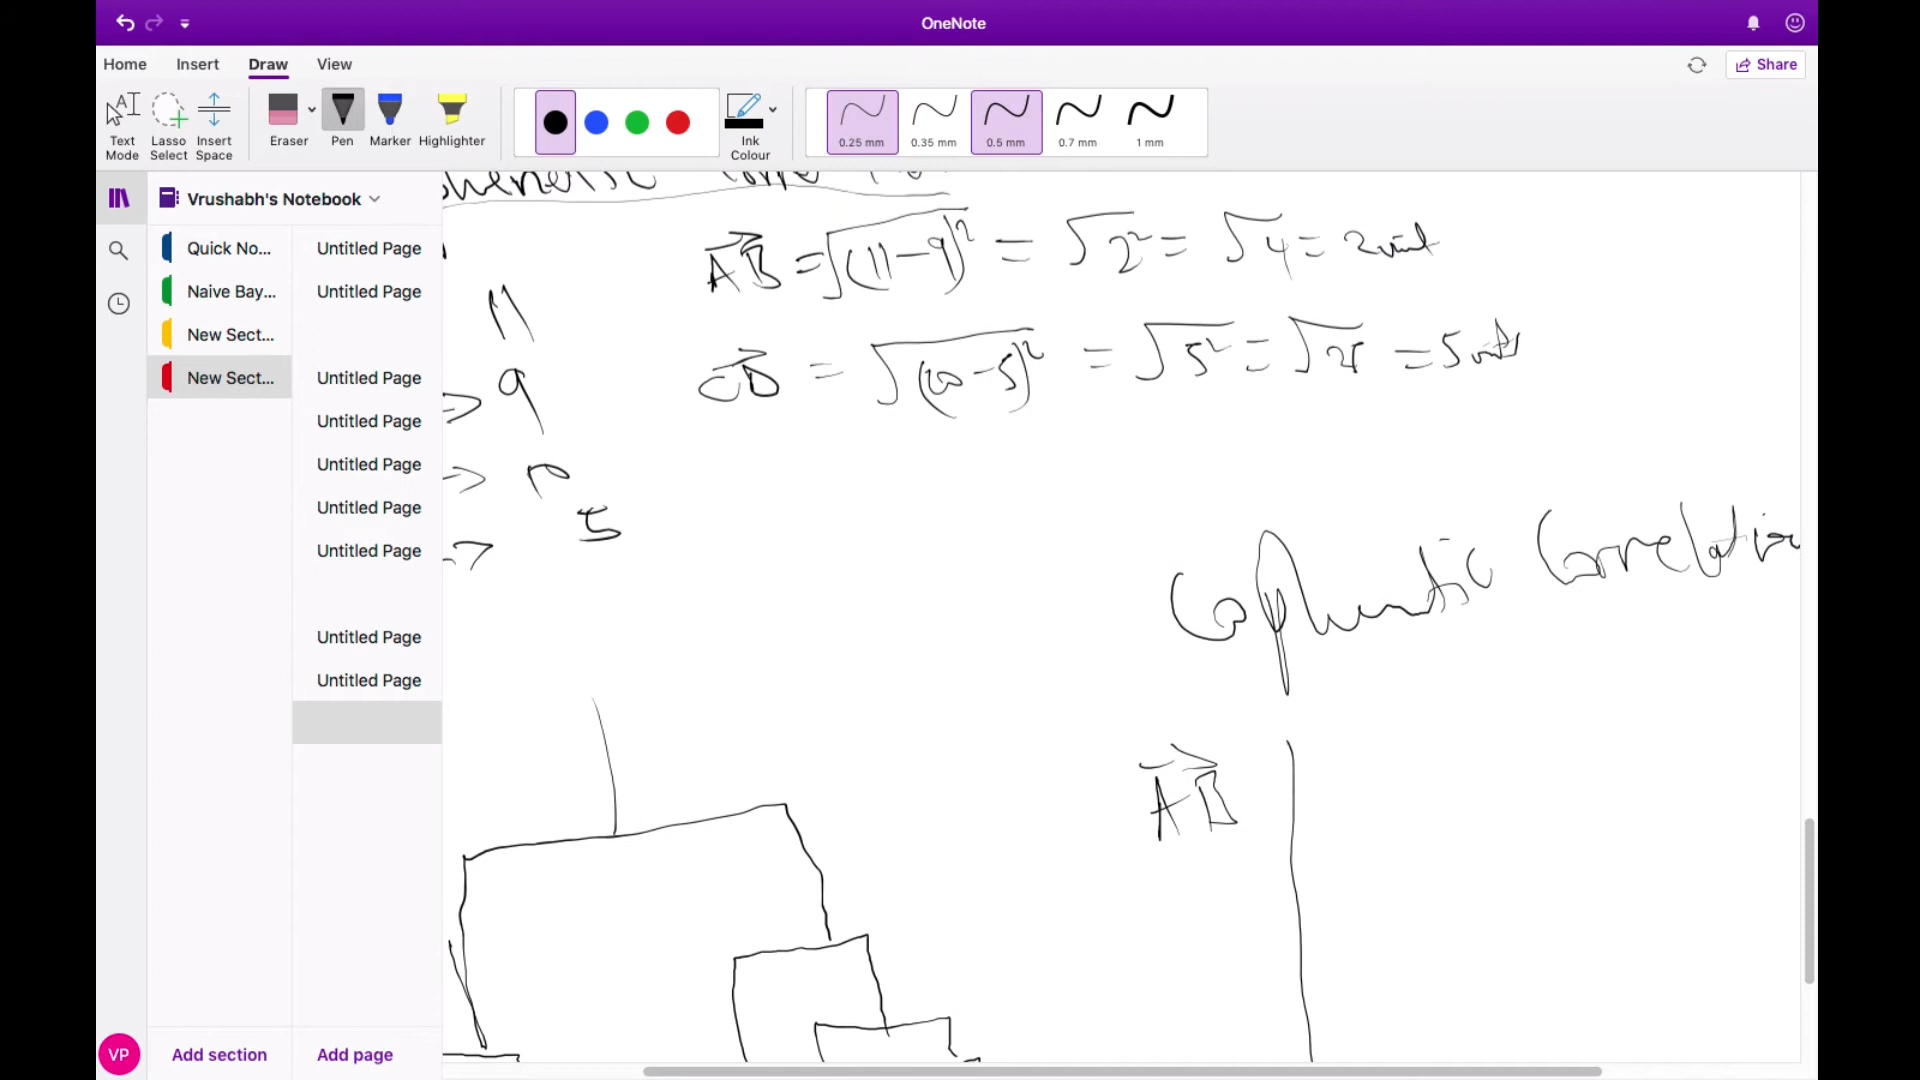 OneNote
Home Insert Draw View
Share
Text Mode
Lasso Select
Insert Space
Eraser
Pen
Marker
Highlighter
Ink Colour
0.25 mm
0.35 mm
0.5 mm
0.7 mm
1 mm
Vrushabh's Notebook
Quick No...
Naive Bay...
New Sect...
New Sect...
Untitled Page
Untitled Page
Untitled Page
Untitled Page
Untitled Page
Untitled Page
Untitled Page
Untitled Page
Untitled Page
AB = √(11-9)² = √2² = √4 = 2 unit
CD = √(10-5)² = √5² = √25 = 5 units
11
=> 9
=>
5
Cophenetic Correlation
AB
VP
Add section
Add page